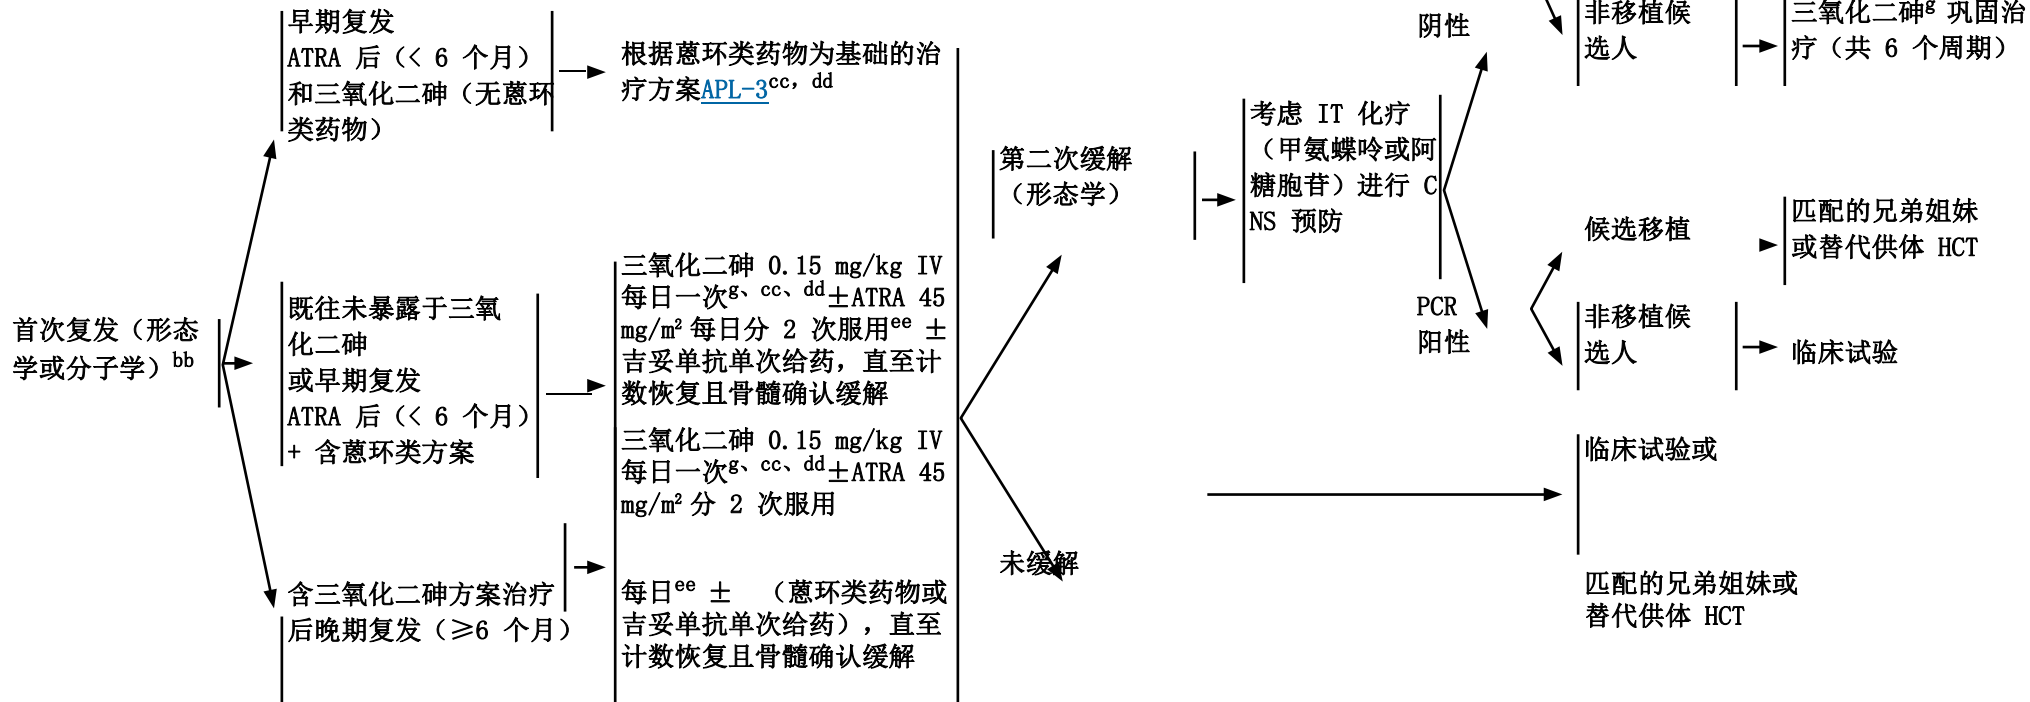 首次复发（形态
学或分子学）bb
早期复发
ATRA 后（< 6 个月）
和三氧化二砷（无蒽环
类药物）
根据蒽环类药物为基础的治
疗方案APL-3cc, dd
既往未暴露于三氧
化二砷
或早期复发
ATRA 后（< 6 个月）
+ 含蒽环类方案
三氧化二砷 0.15 mg/kg IV
每日一次g、cc、dd±ATRA 45
mg/m² 每日分 2 次服用ee ±
吉妥单抗单次给药，直至计
数恢复且骨髓确认缓解
含三氧化二砷方案治疗
后晚期复发（≥6 个月）
三氧化二砷 0.15 mg/kg IV
每日一次g、cc、dd±ATRA 45
mg/m² 分 2 次服用
每日ee ± （蒽环类药物或
吉妥单抗单次给药），直至
计数恢复且骨髓确认缓解
第二次缓解
（形态学）
未缓解
考虑 IT 化疗
（甲氨蝶呤或阿
糖胞苷）进行 C
NS 预防
阴性
非移植候
选人
三氧化二砷g 巩固治
疗（共 6 个周期）
PCR
阳性
候选移植
匹配的兄弟姐妹
或替代供体 HCT
非移植候
选人
临床试验
临床试验或
匹配的兄弟姐妹或
替代供体 HCT